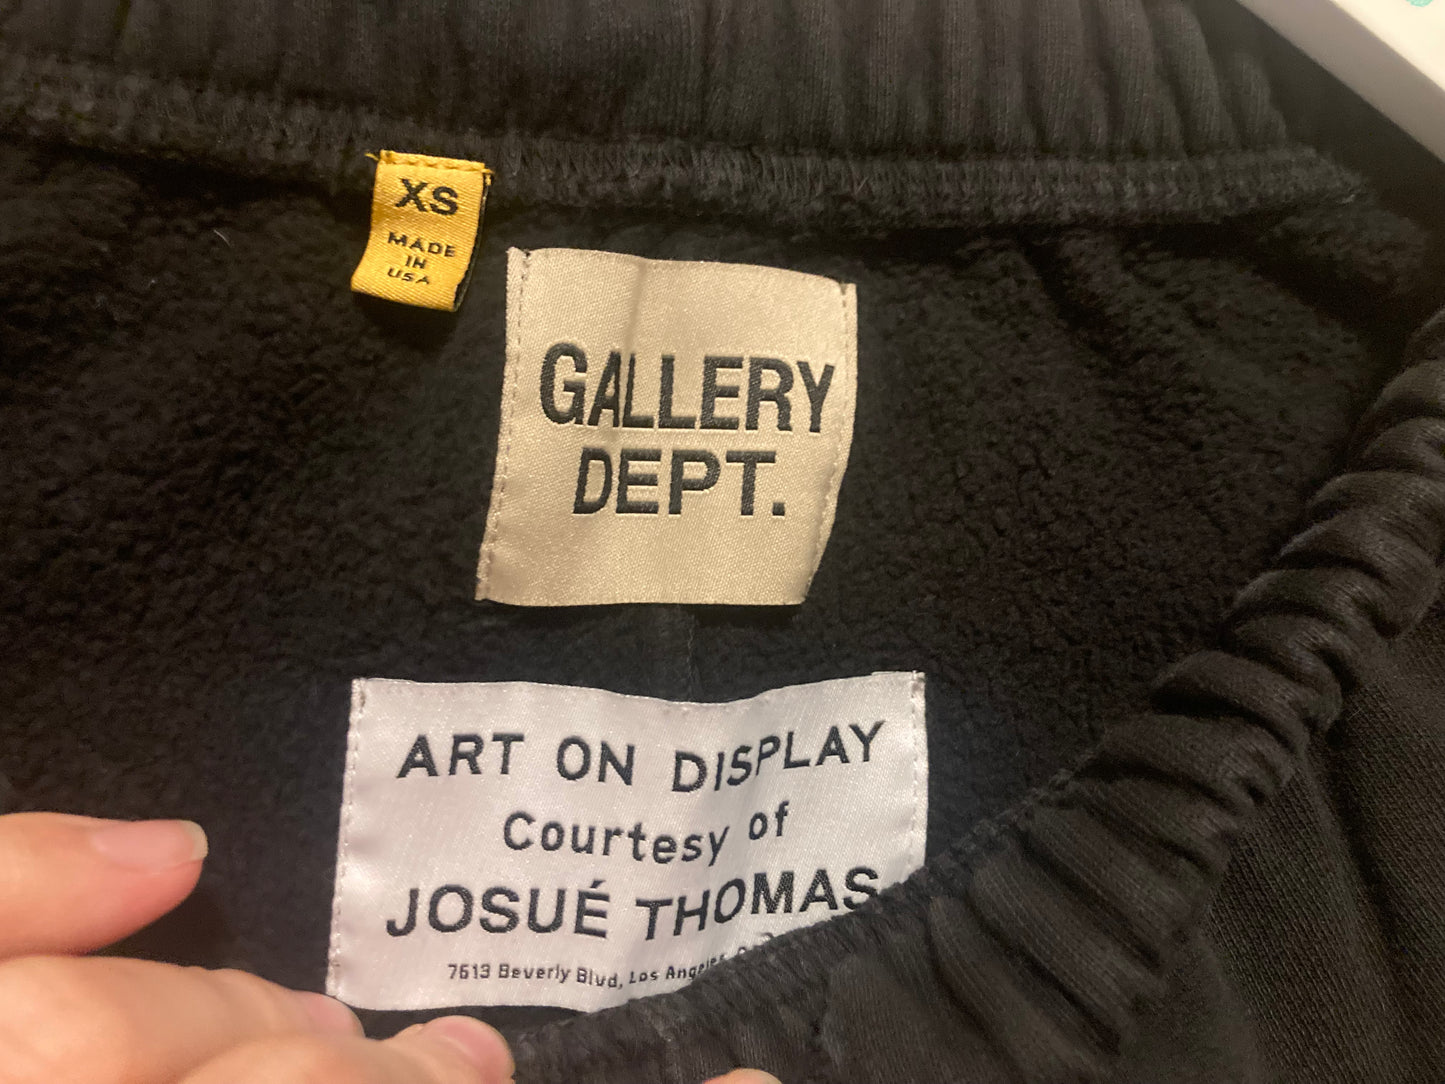 XS
MADE
IN
USA
GALLERY
DEPT.
ART ON DISPLAY
Courtesy of
JOSUÉ THOMAS
7613 Beverly Blvd, Los Angeles,